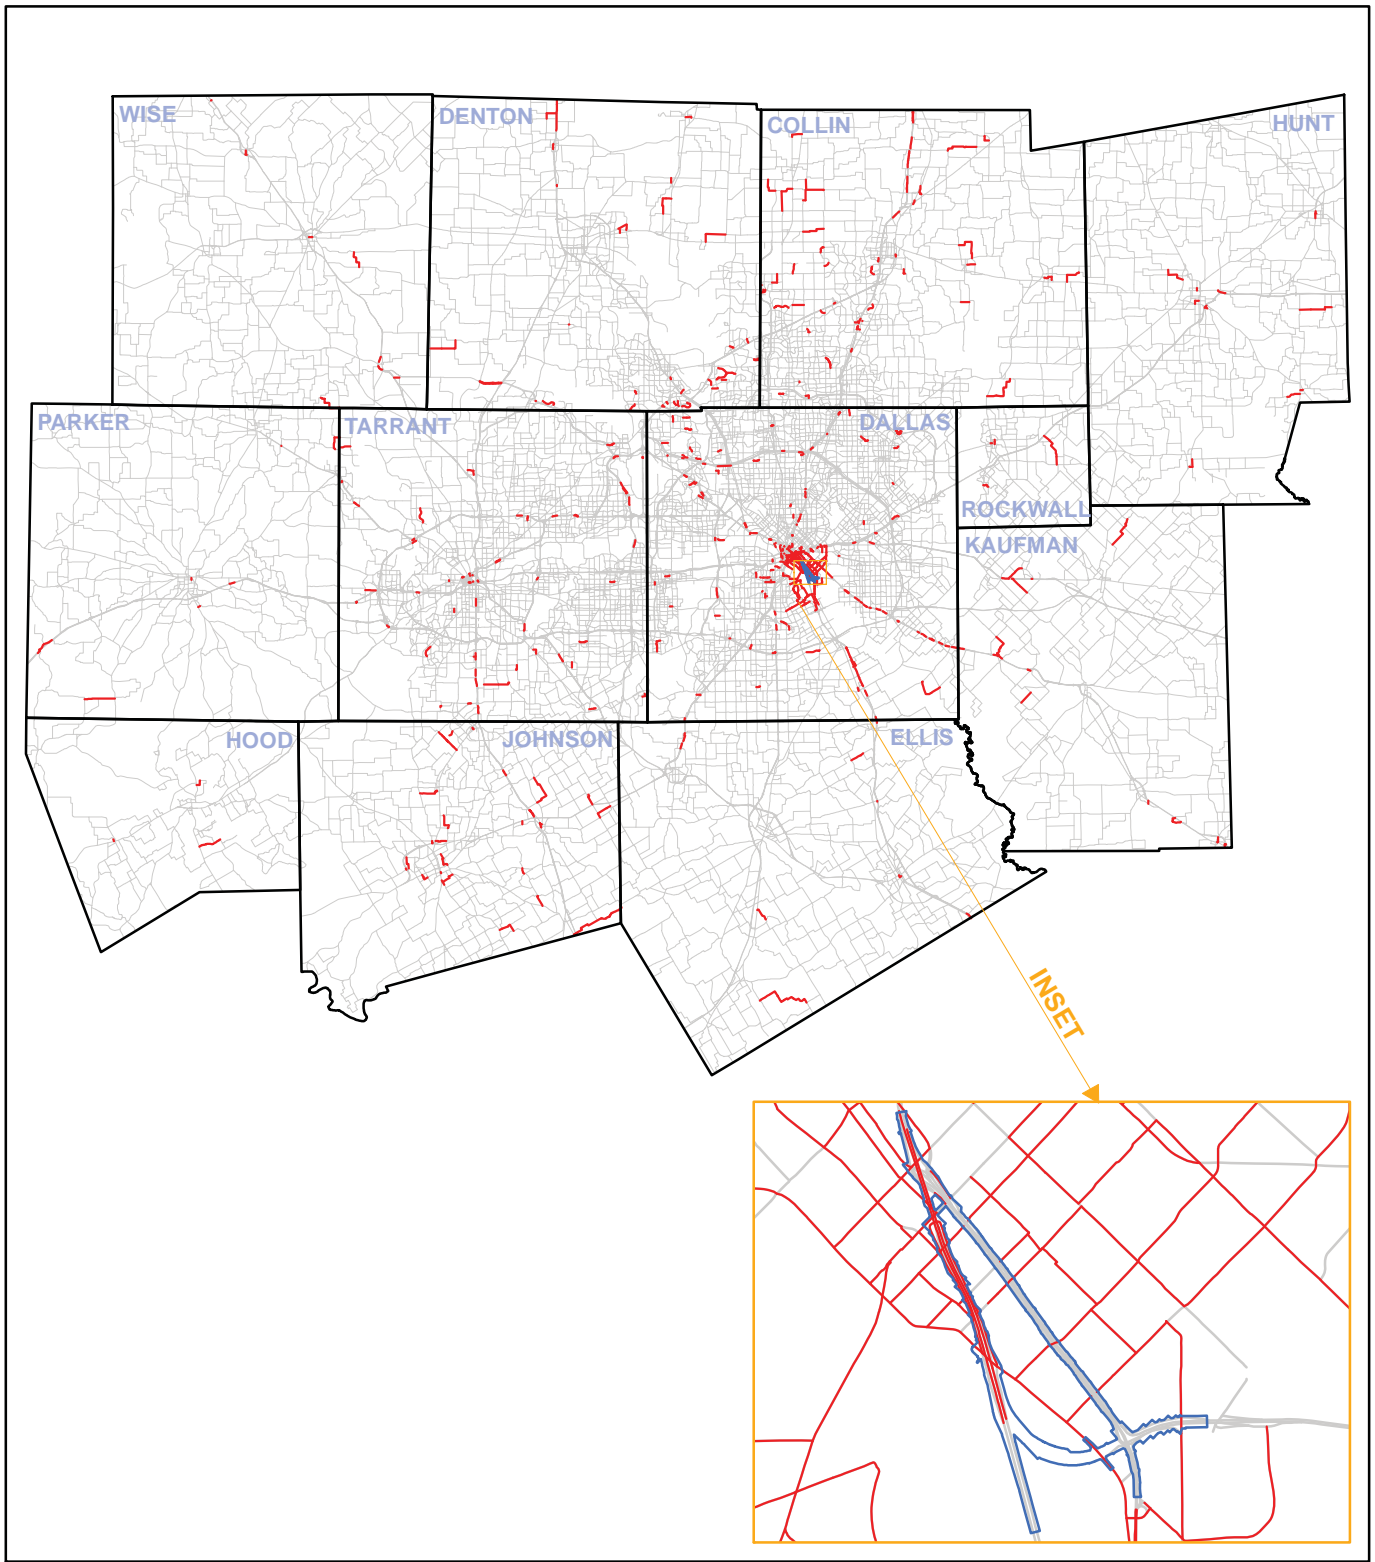 WISE
DENTON
COLLIN
HUNT
PARKER
TARRANT
DALLAS
ROCKWALL
KAUFMAN
HOOD
JOHNSON
ELLIS
INSET